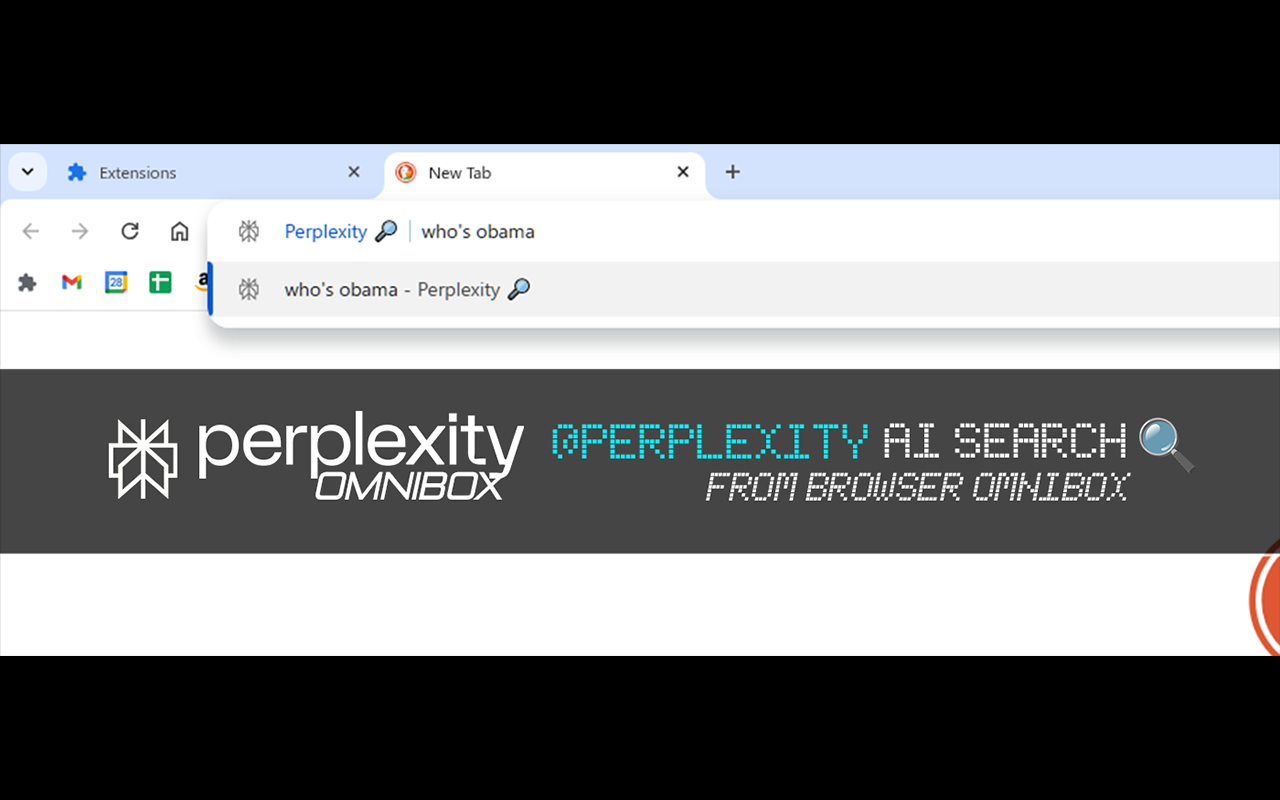 Extensions
New Tab
Perplexity who's obama
28
a
who's obama - Perplexity
perplexity
OMNIBOX
@PERPLEXITY AI SEARCH
FROM BROWSER OMNIBOX